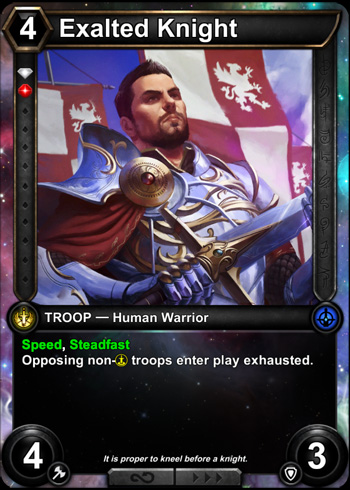 4 Exalted Knight
TROOP — Human Warrior
Speed, Steadfast
Opposing non- troops enter play exhausted.
4
It is proper to kneel before a knight.
3